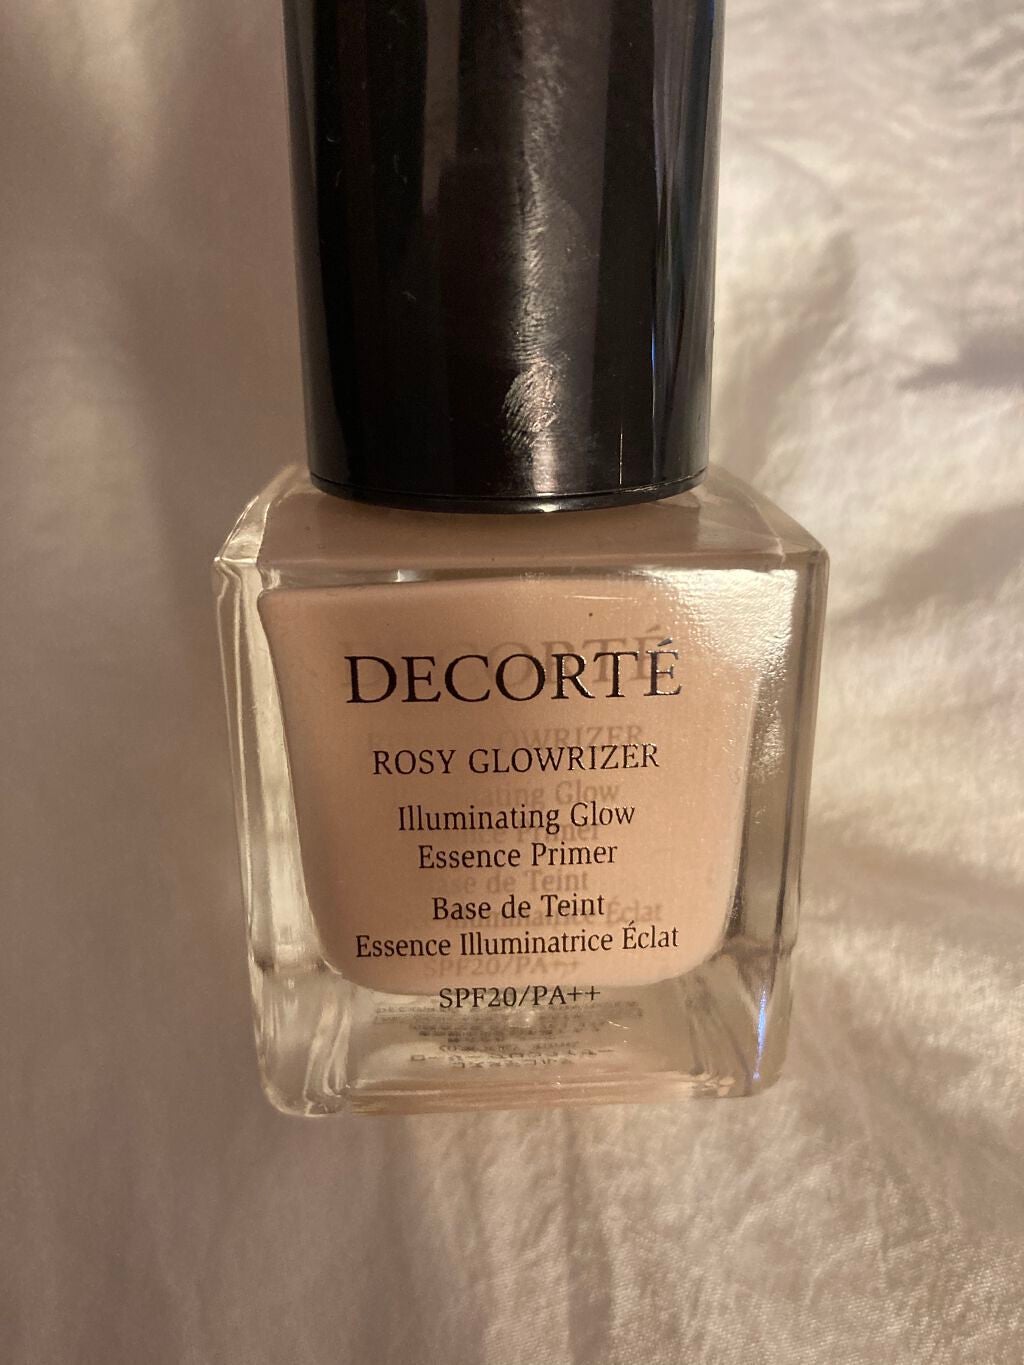 DECORTÉ
ROSY GLOWRIZER
Illuminating Glow
Essence Primer
Base de Teint
Essence Illuminatrice Éclat
SPF20/PA++